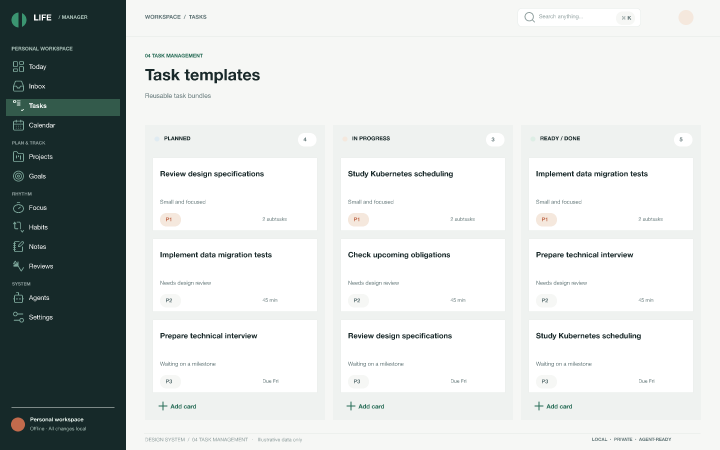 LIFE / MANAGER
PERSONAL WORKSPACE
Today
Inbox
Tasks
Calendar
PLAN & TRACK
Projects
Goals
RHYTHM
Focus
Habits
Notes
Reviews
SYSTEM
Agents
Settings
Personal workspace
Offline · All changes local
WORKSPACE / TASKS
Search anything...
⌘ K
04 TASK MANAGEMENT
Task templates
Reusable task bundles
PLANNED 4
Review design specifications
Small and focused
P1 2 subtasks
Implement data migration tests
Needs design review
P2 45 min
Prepare technical interview
Waiting on a milestone
P3 Due Fri
Add card
IN PROGRESS 3
Study Kubernetes scheduling
Small and focused
P1 2 subtasks
Check upcoming obligations
Needs design review
P2 45 min
Review design specifications
Waiting on a milestone
P3 Due Fri
Add card
READY / DONE 5
Implement data migration tests
Small and focused
P1 2 subtasks
Prepare technical interview
Needs design review
P2 45 min
Study Kubernetes scheduling
Waiting on a milestone
P3 Due Fri
Add card
DESIGN SYSTEM / 04 TASK MANAGEMENT · Illustrative data only
LOCAL · PRIVATE · AGENT-READY